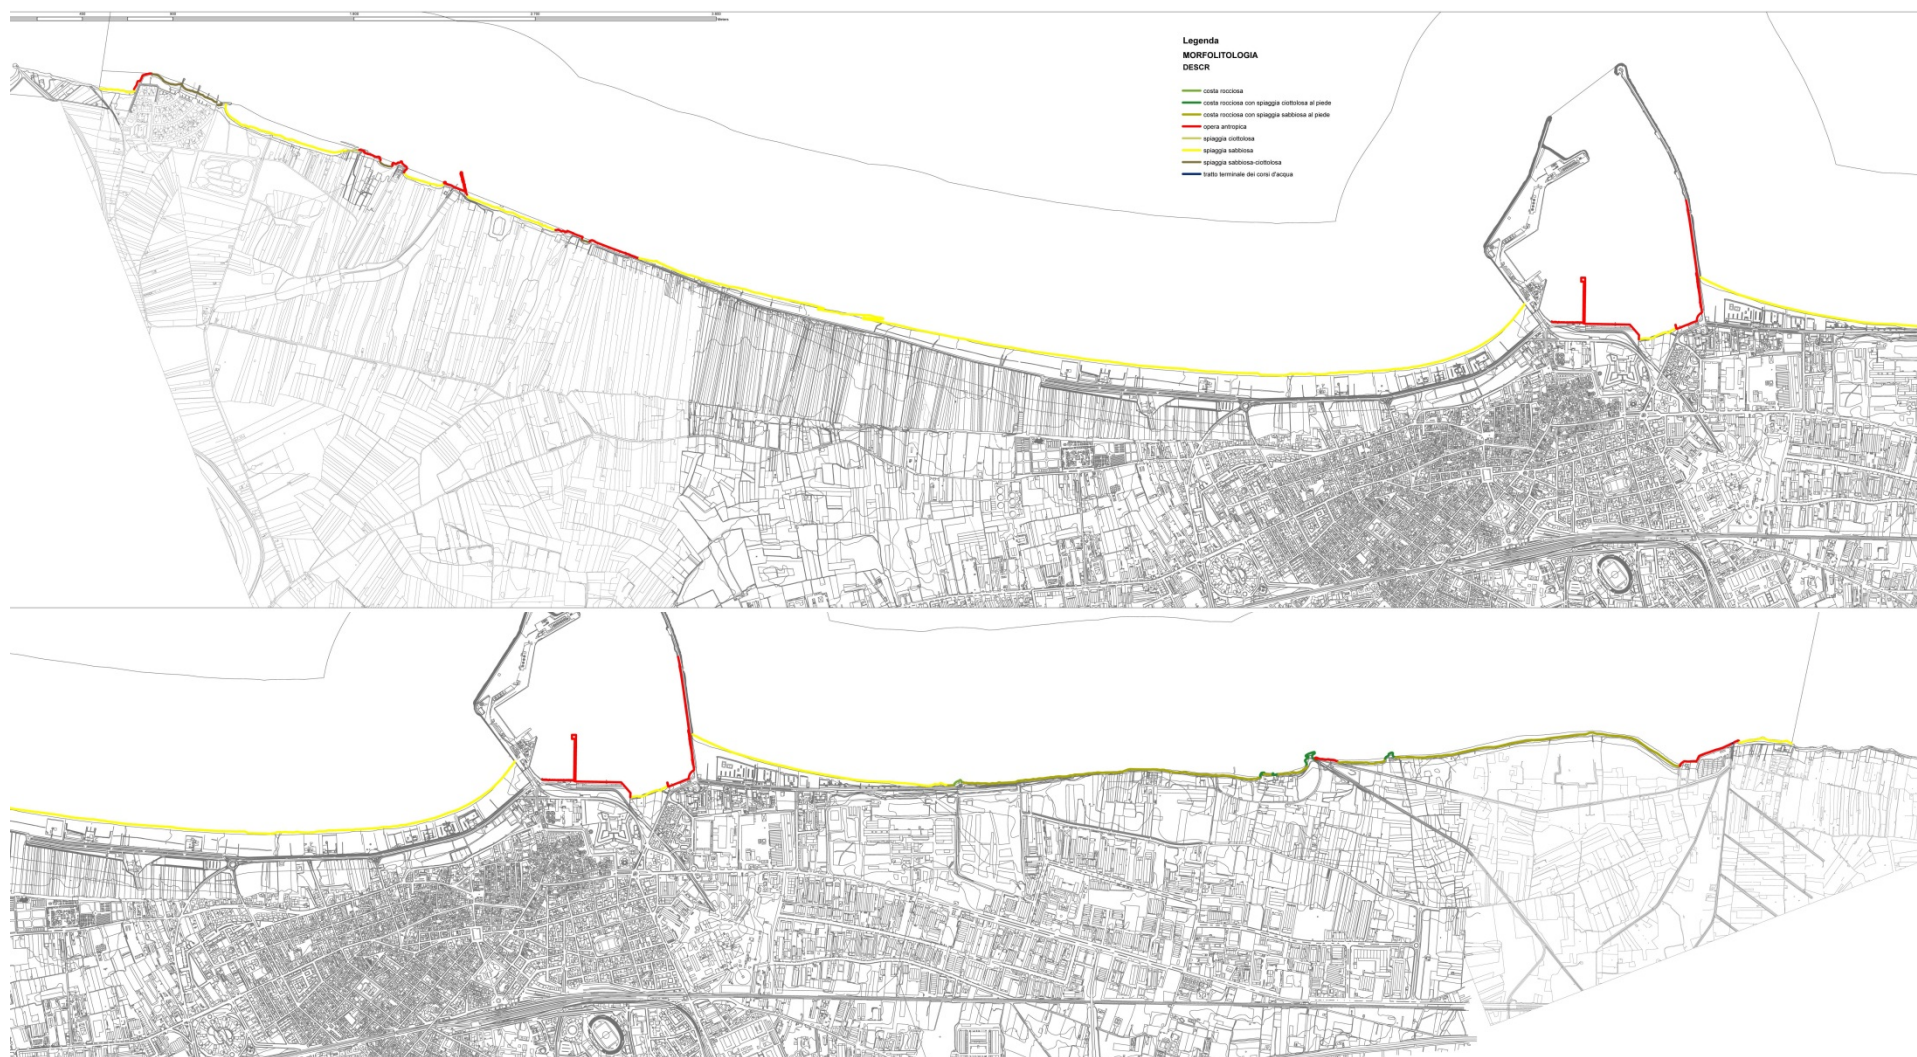 Legenda
MORFOLITOLOGIA
DESCR
costa rocciosa
costa rocciosa con spiaggia ciottolosa al piede
costa rocciosa con spiaggia sabbiosa al piede
opera antropica
spiaggia ciottolosa
spiaggia sabbiosa
spiaggia sabbiosa-ciottolosa
tratto terminale dei corsi d'acqua